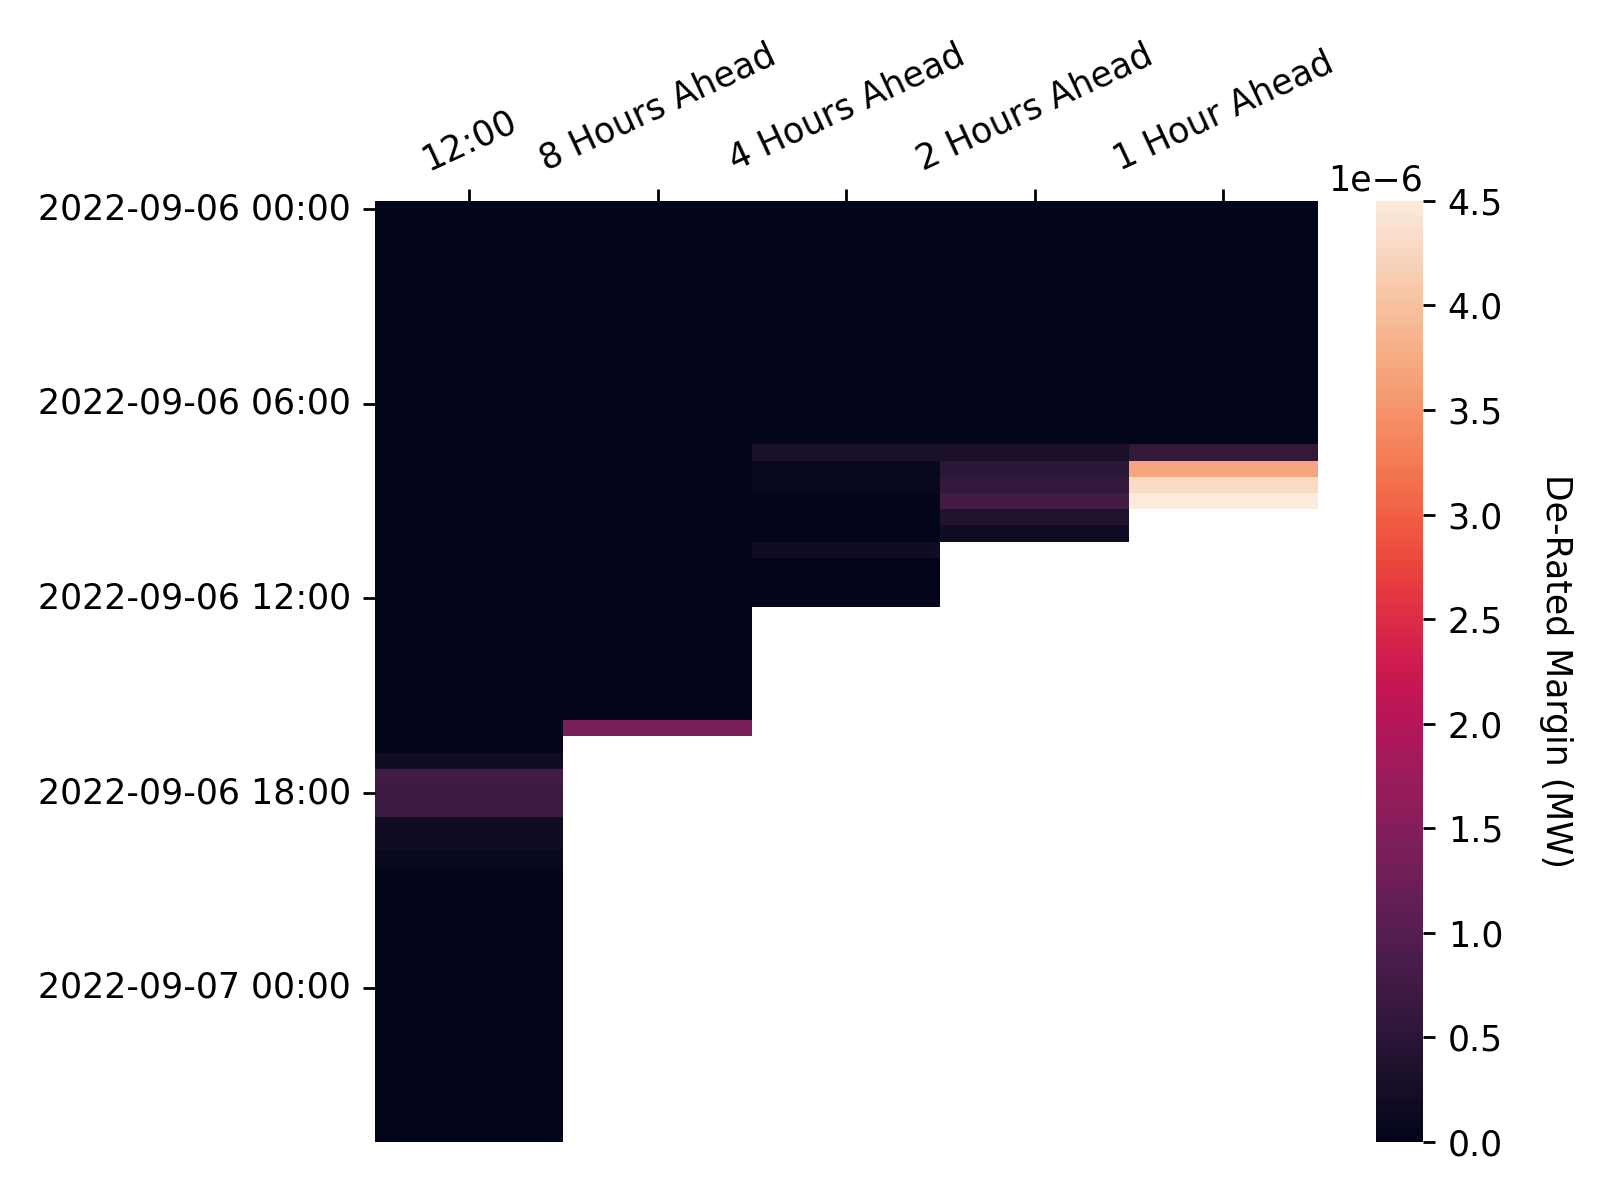 12:00
8 Hours Ahead
4 Hours Ahead
2 Hours Ahead
1 Hour Ahead
1e−6
2022-09-06 00:00
2022-09-06 06:00
2022-09-06 12:00
2022-09-06 18:00
2022-09-07 00:00
4.5
4.0
3.5
3.0
2.5
2.0
1.5
1.0
0.5
0.0
De-Rated Margin (MW)